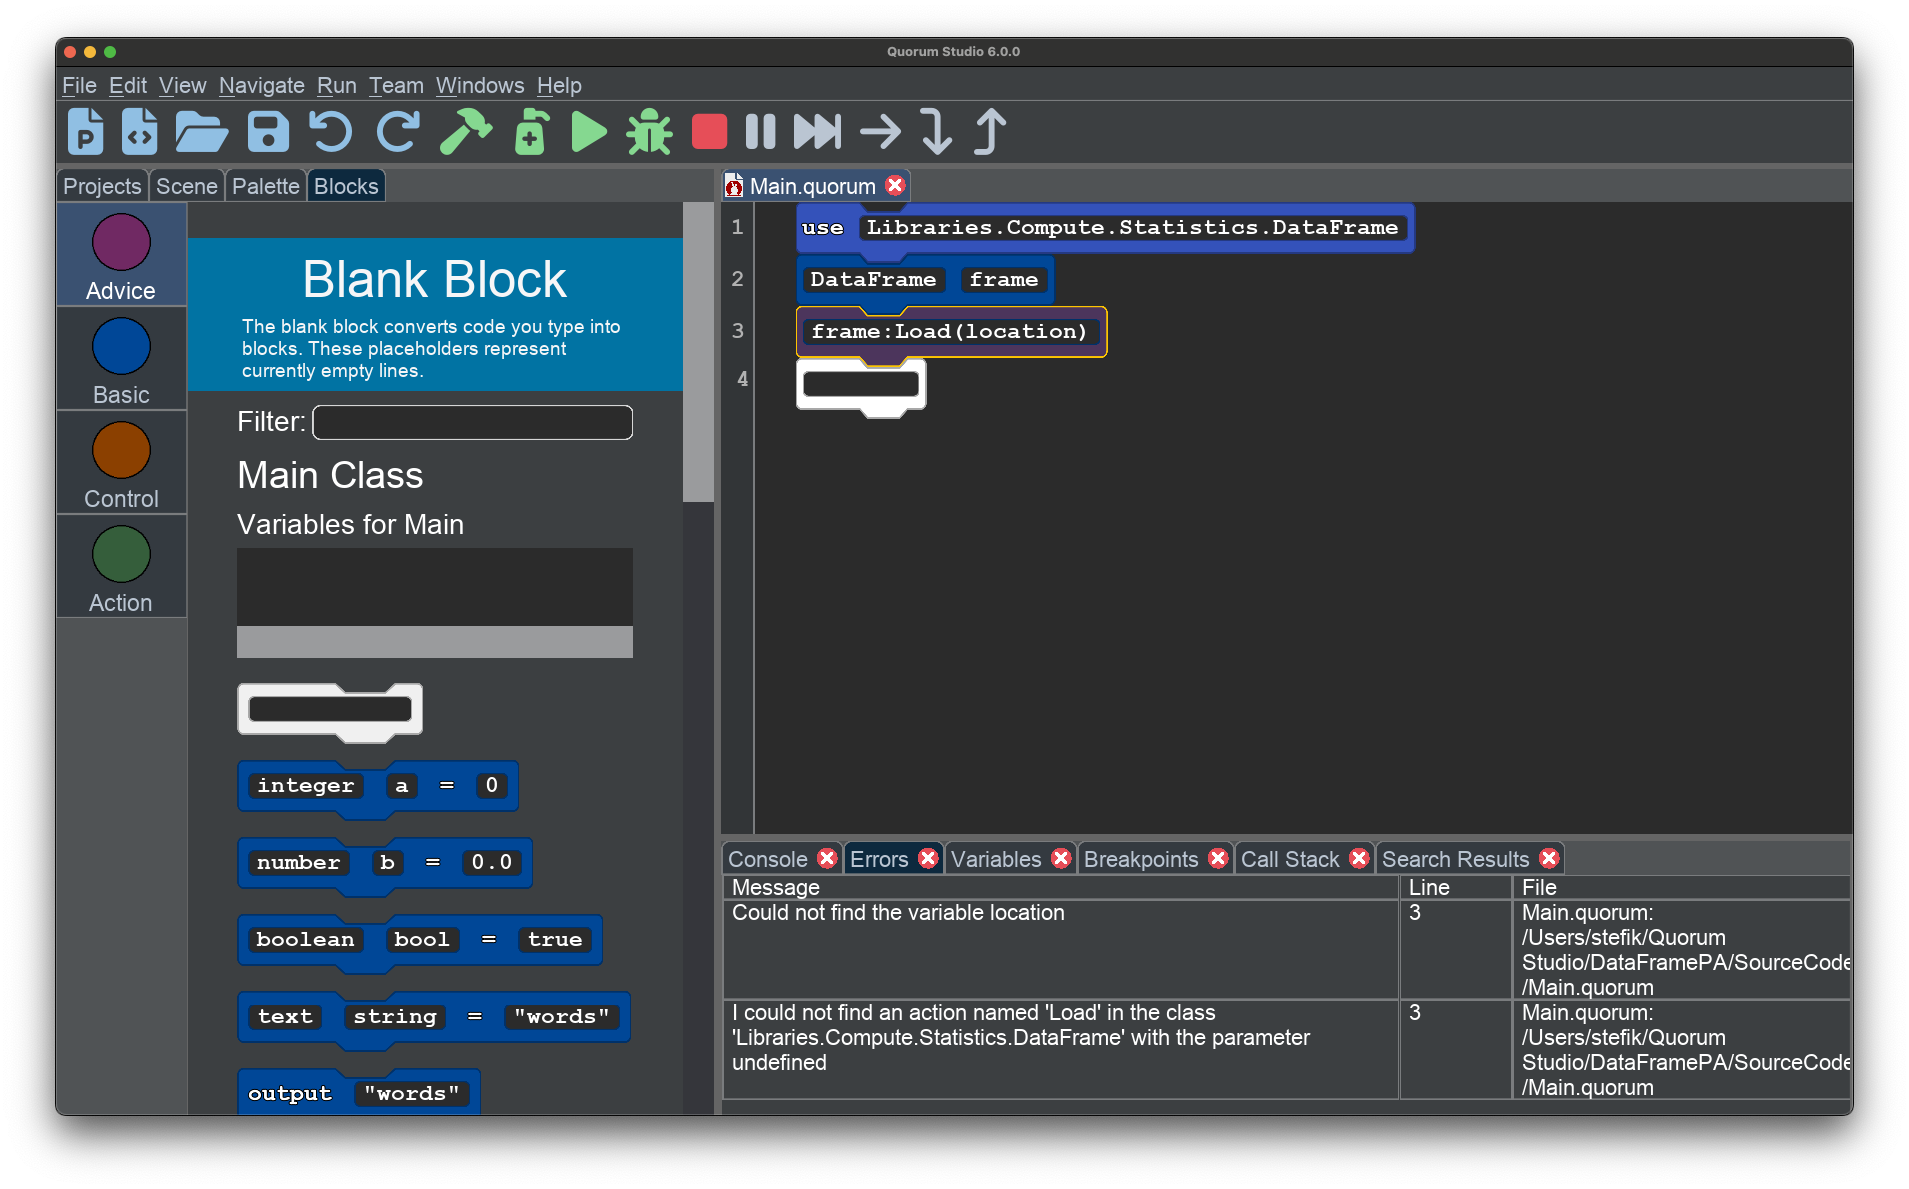 Quorum Studio 6.0.0
File Edit View Navigate Run Team Windows Help
P
Projects Scene Palette Blocks
Advice
Basic
Control
Action
Blank Block
The blank block converts code you type into
blocks. These placeholders represent
currently empty lines.
Filter:
Main Class
Variables for Main
integer a = 0
number b = 0.0
boolean bool = true
text string = "words"
output "words"
Main.quorum
1 use Libraries.Compute.Statistics.DataFrame
2 DataFrame frame
3 frame:Load(location)
4
Console Errors Variables Breakpoints Call Stack Search Results
Message Line File
Could not find the variable location 3 Main.quorum:
/Users/stefik/Quorum
Studio/DataFramePA/SourceCode
/Main.quorum
I could not find an action named 'Load' in the class 3 Main.quorum:
'Libraries.Compute.Statistics.DataFrame' with the parameter /Users/stefik/Quorum
undefined Studio/DataFramePA/SourceCode
/Main.quorum